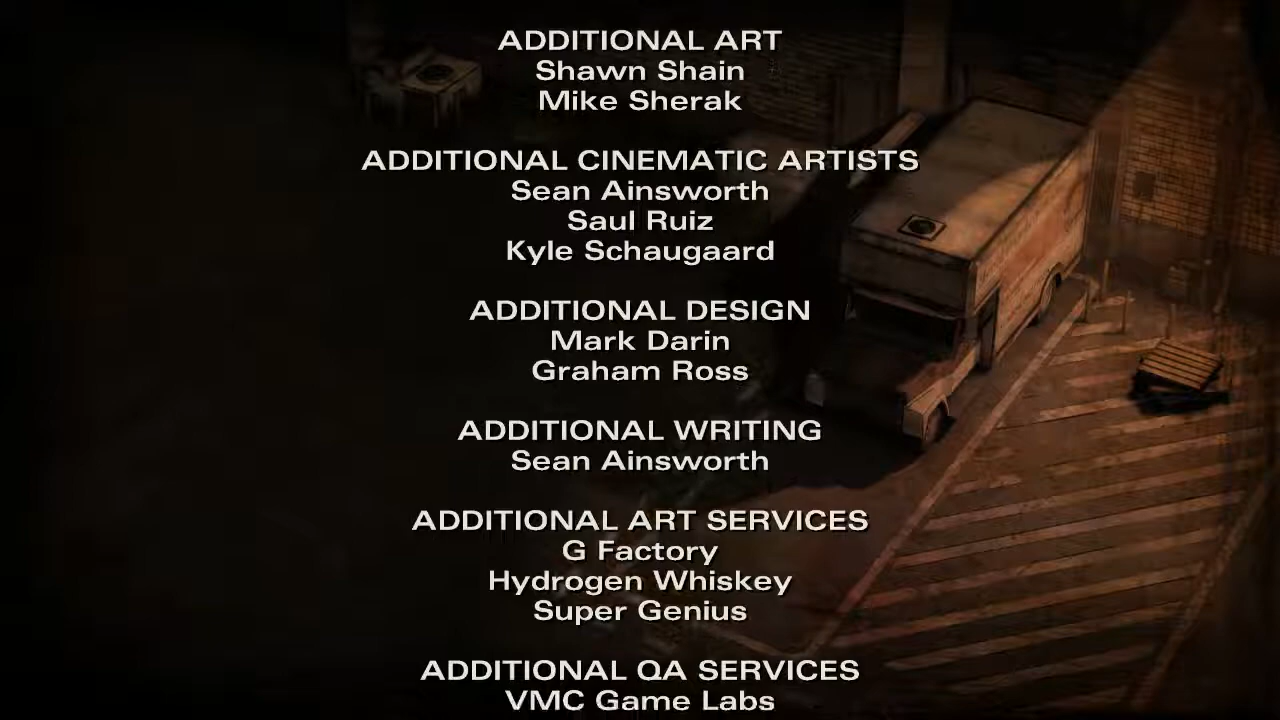 ADDITIONAL ART
Shawn Shain
Mike Sherak
ADDITIONAL CINEMATIC ARTISTS
Sean Ainsworth
Saul Ruiz
Kyle Schaugaard
ADDITIONAL DESIGN
Mark Darin
Graham Ross
ADDITIONAL WRITING
Sean Ainsworth
ADDITIONAL ART SERVICES
G Factory
Hydrogen Whiskey
Super Genius
ADDITIONAL QA SERVICES
VMC Game Labs